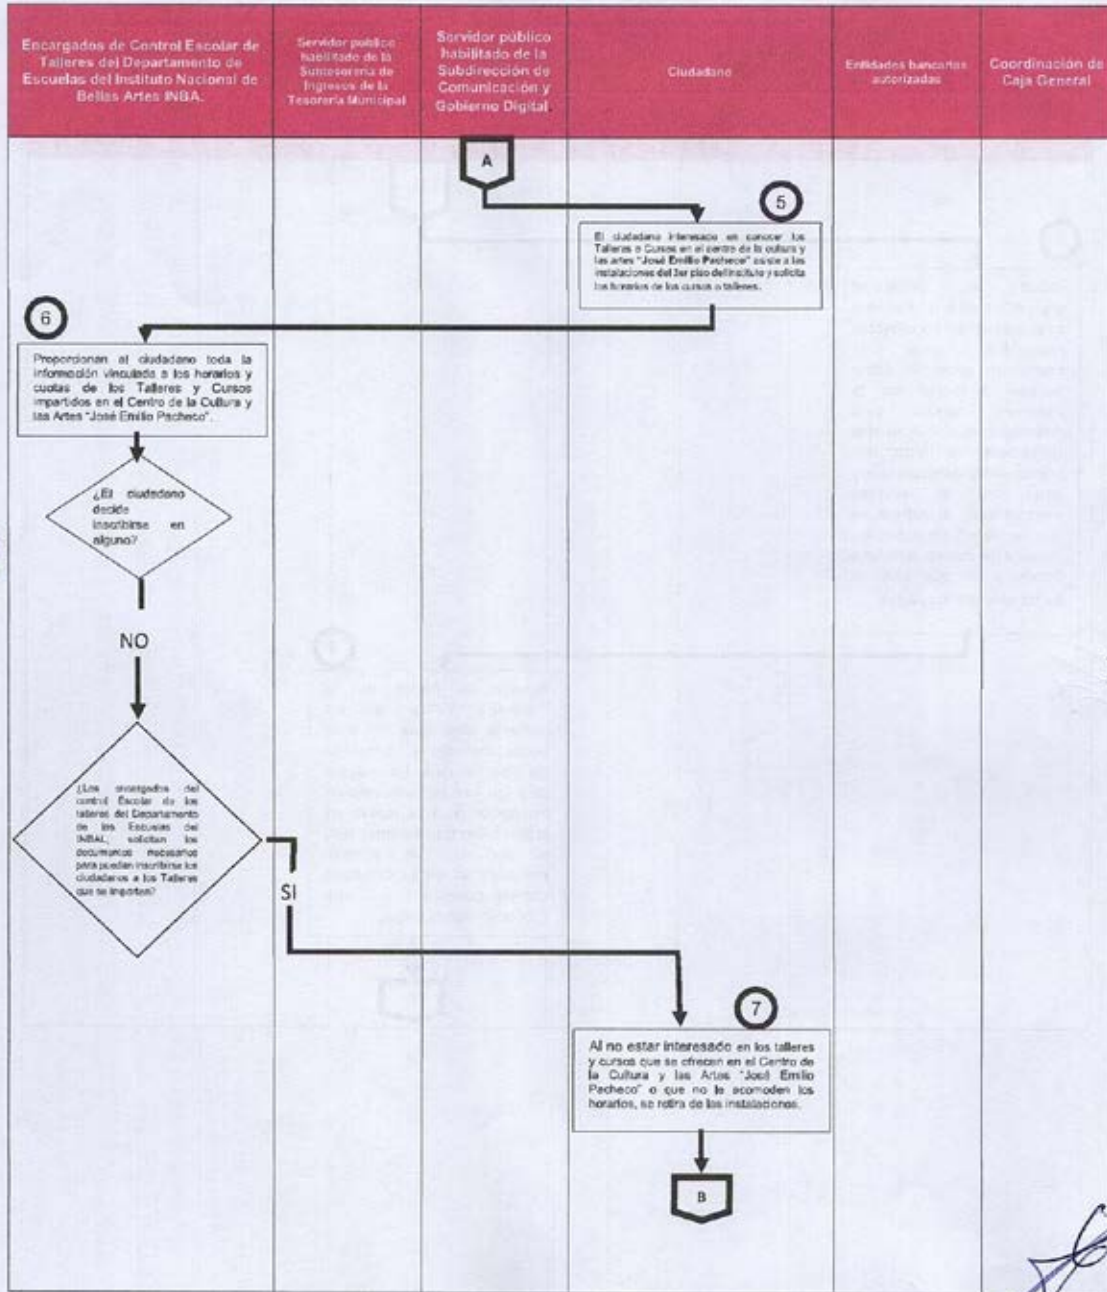 Encargados de Control Escolar de
Talleres del Departamento de
Escuelas del Instituto Nacional de
Bellas Artes INBA.
Servidor público
habilitado de la
Suntesorería de
Ingresos de la
Tesorería Municipal
Servidor público
habilitado de la
Subdirección de
Comunicación y
Gobierno Digital.
Ciudadano
Entidades bancarias
autorizadas
Coordinación de
Caja General
A
5
El ciudadano interesado en conocer los
Talleres o Cursos en el centro de la cultura y
las artes "José Emilio Pacheco" asiste a las
instalaciones del 3er piso del Instituto y solicita
los horarios de los cursos o talleres.
6
Proporcionan al ciudadano toda la
información vinculada a los horarios y
cuotas de los Talleres y Cursos
impartidos en el Centro de la Cultura y
las Artes "José Emilio Pacheco".
¿El ciudadano
decide
inscribirse en
alguno?
NO
¿Los encargados del
control Escolar de los
talleres del Departamento
de las Escuelas del
INBAL, solicitan los
documentos necesarios
para puedan inscribirse los
ciudadanos a los Talleres
que se imparten?
SI
7
Al no estar interesado en los talleres
y cursos que se ofrecen en el Centro de
la Cultura y las Artes "José Emilio
Pacheco" o que no le acomoden los
horarios, se retira de las instalaciones.
B